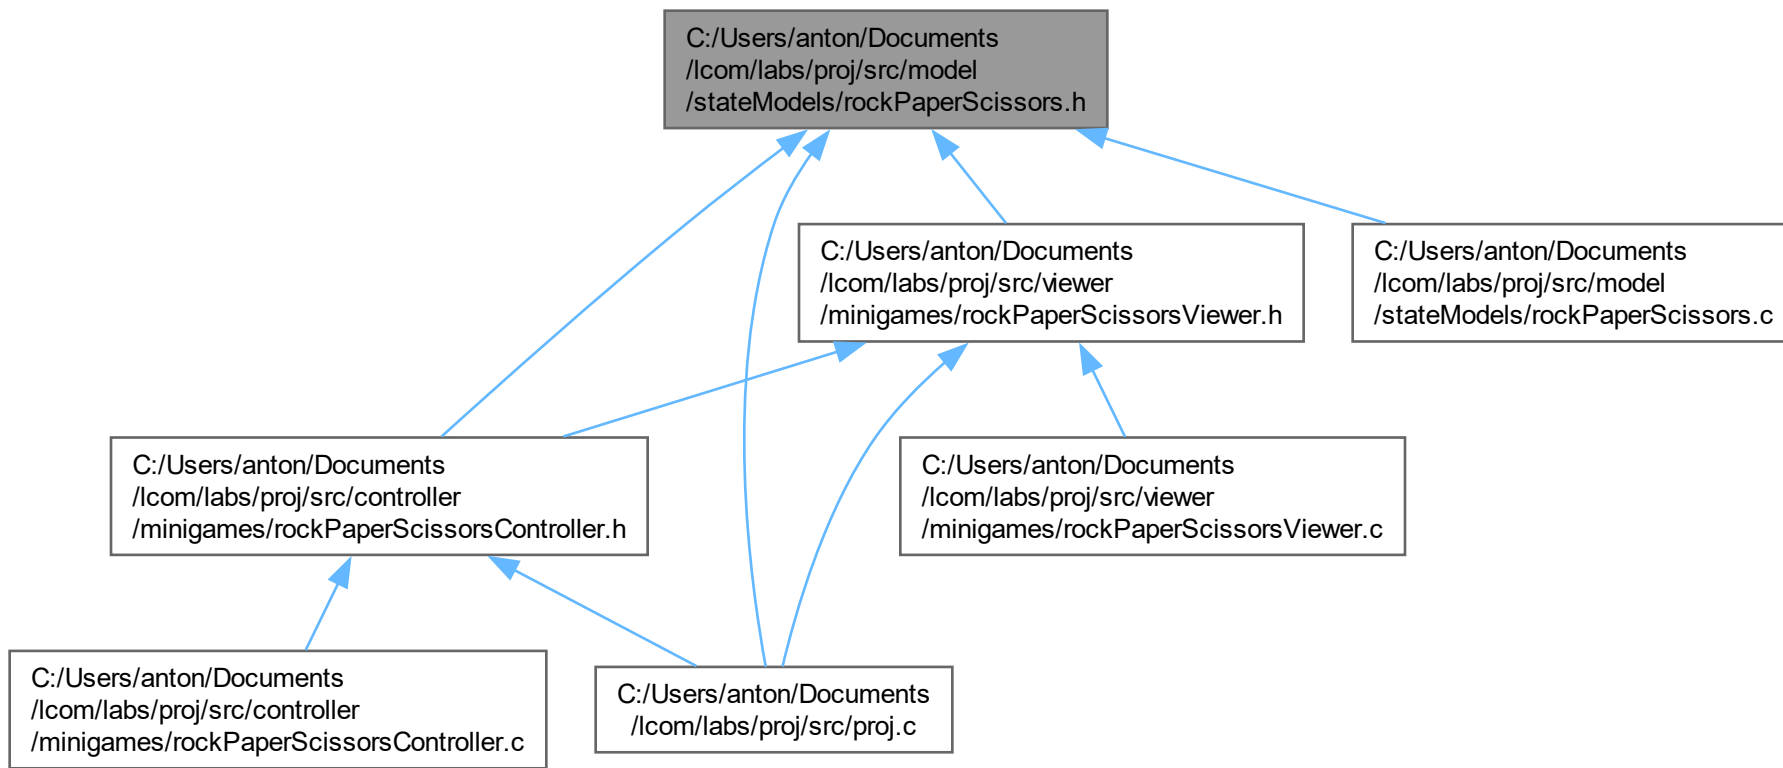 C:/Users/anton/Documents
/lcom/labs/proj/src/model
/stateModels/rockPaperScissors.h
C:/Users/anton/Documents
/lcom/labs/proj/src/viewer
/minigames/rockPaperScissorsViewer.h
C:/Users/anton/Documents
/lcom/labs/proj/src/model
/stateModels/rockPaperScissors.c
C:/Users/anton/Documents
/lcom/labs/proj/src/controller
/minigames/rockPaperScissorsController.h
C:/Users/anton/Documents
/lcom/labs/proj/src/viewer
/minigames/rockPaperScissorsViewer.c
C:/Users/anton/Documents
/lcom/labs/proj/src/controller
/minigames/rockPaperScissorsController.c
C:/Users/anton/Documents
/lcom/labs/proj/src/proj.c